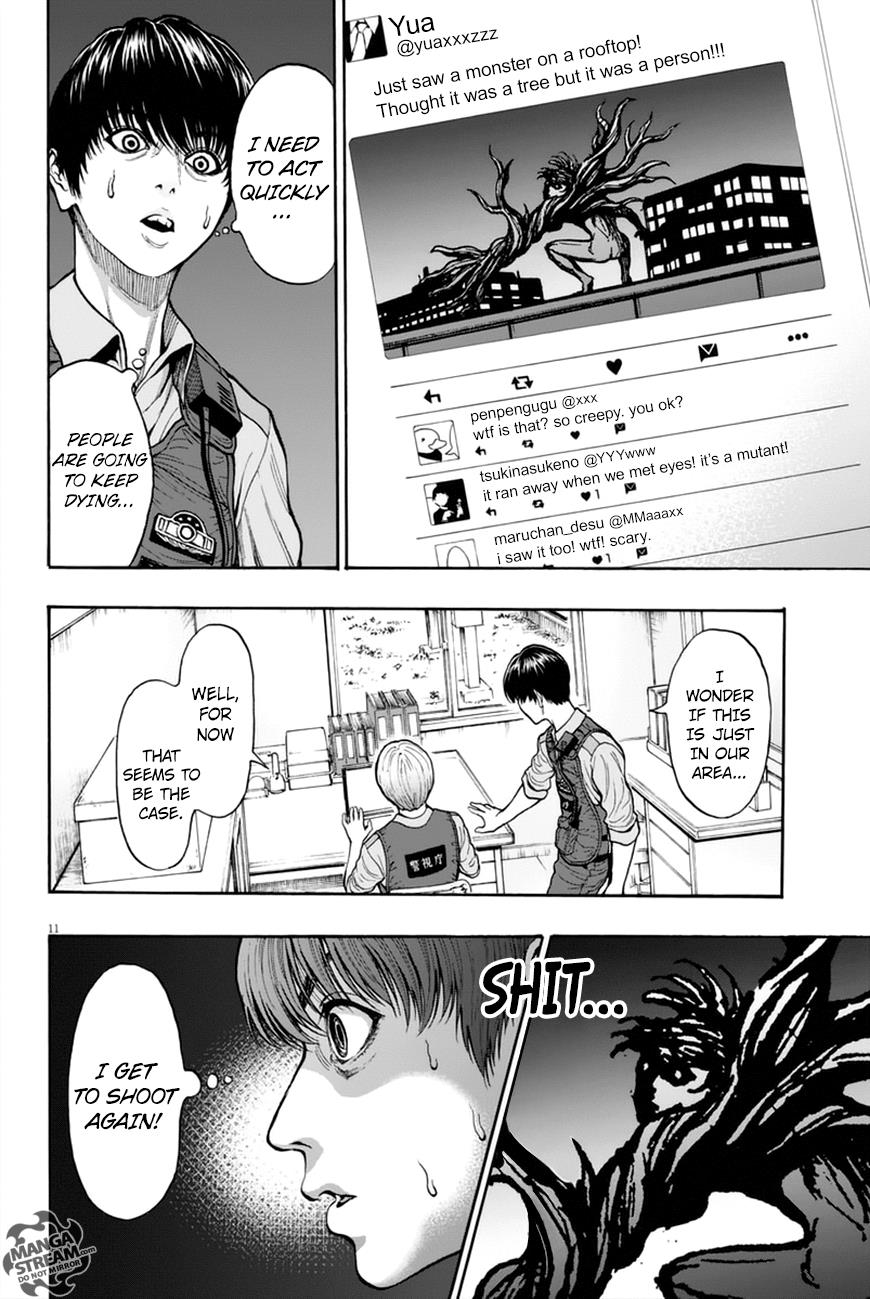 Yua
@yuaxxxzzz
Just saw a monster on a rooftop!
Thought it was a tree but it was a person!!!
penpengugu @xxx
wtf is that? so creepy. you ok?
tsukinasukeno @YYYwww
it ran away when we met eyes! it's a mutant!
1
maruchan_desu @MMaaaxx
i saw it too! wtf! scary.
1
I NEED
TO ACT
QUICKLY
...
PEOPLE
ARE GOING
TO KEEP
DYING...
I
WONDER
IF THIS
IS JUST
IN OUR
AREA...
WELL,
FOR
NOW
THAT
SEEMS TO
BE THE
CASE.
警視庁
11
SHIT...
I GET
TO SHOOT
AGAIN!
MANGA
STREAM.com
DO NOT MIRROR